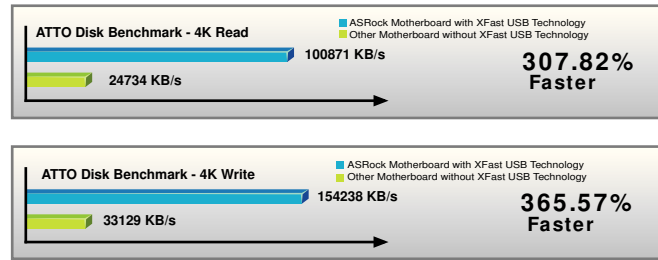 ATTO Disk Benchmark - 4K Read
ASRock Motherboard with XFast USB Technology
Other Motherboard without XFast USB Technology
100871 KB/s
24734 KB/s
307.82%
Faster
ATTO Disk Benchmark - 4K Write
ASRock Motherboard with XFast USB Technology
Other Motherboard without XFast USB Technology
154238 KB/s
33129 KB/s
365.57%
Faster